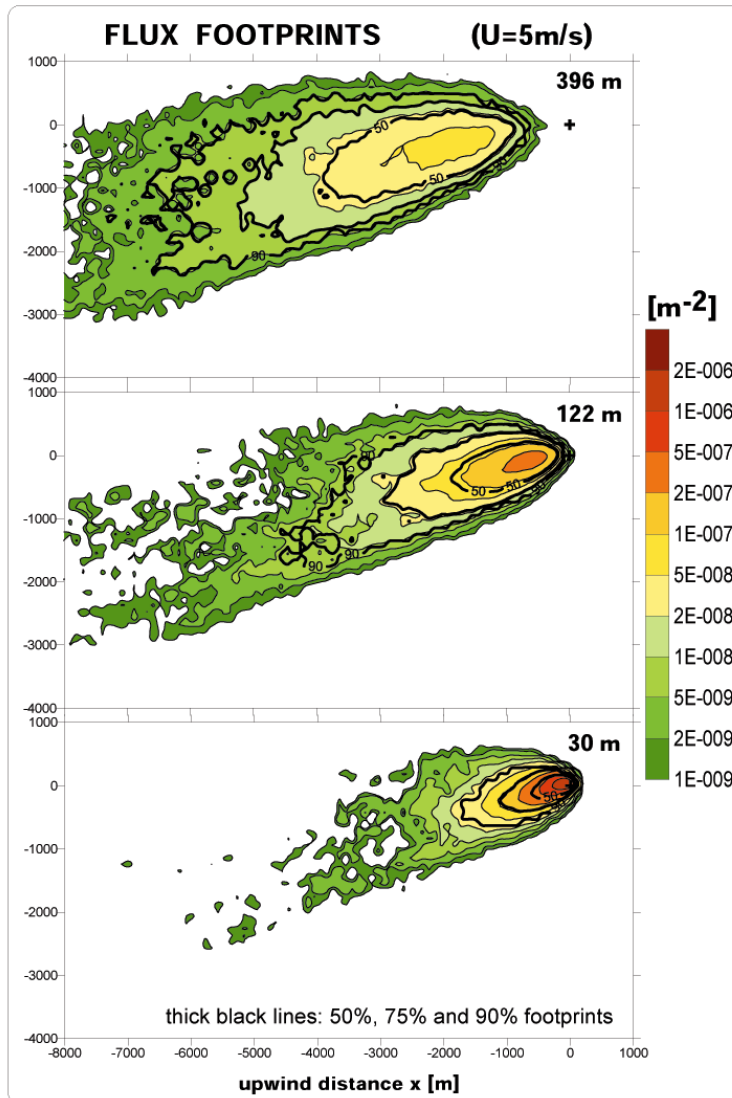 FLUX FOOTPRINTS (U=5m/s)
1000
0
-1000
-2000
-3000
-4000
396 m
50
50
90
1000
0
-1000
-2000
-3000
-4000
122 m
50
50
90
90
1000
0
-1000
-2000
-3000
-4000
30 m
50
thick black lines: 50%, 75% and 90% footprints
-8000 -7000 -6000 -5000 -4000 -3000 -2000 -1000 0 1000
upwind distance x [m]
[m-2]
2E-006
1E-006
5E-007
2E-007
1E-007
5E-008
2E-008
1E-008
5E-009
2E-009
1E-009